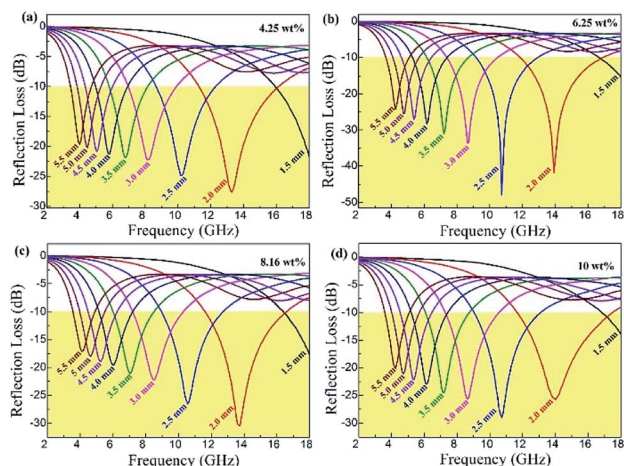 (a)
4.25 wt%
Reflection Loss (dB)
0
-5
-10
-15
-20
-25
-30
5.5 mm
5.0 mm
4.5 mm
4.0 mm
3.5 mm
3.0 mm
2.5 mm
2.0 mm
1.5 mm
2 4 6 8 10 12 14 16 18
Frequency (GHz)
(b)
6.25 wt%
Reflection Loss (dB)
0
-10
-20
-30
-40
-50
5.5 mm
5.0 mm
4.5 mm
4.0 mm
3.5 mm
3.0 mm
2.5 mm
2.0 mm
1.5 mm
2 4 6 8 10 12 14 16 18
Frequency (GHz)
(c)
8.16 wt%
Reflection Loss (dB)
0
-5
-10
-15
-20
-25
-30
5.5 mm
5 mm
4.5 mm
4.0 mm
3.5 mm
3.0 mm
2.5 mm
2.0 mm
1.5 mm
2 4 6 8 10 12 14 16 18
Frequency (GHz)
(d)
10 wt%
Reflection Loss (dB)
0
-5
-10
-15
-20
-25
-30
5.5 mm
5.0 mm
4.5 mm
4.0 mm
3.5 mm
3.0 mm
2.5 mm
2.0 mm
1.5 mm
2 4 6 8 10 12 14 16 18
Frequency (GHz)